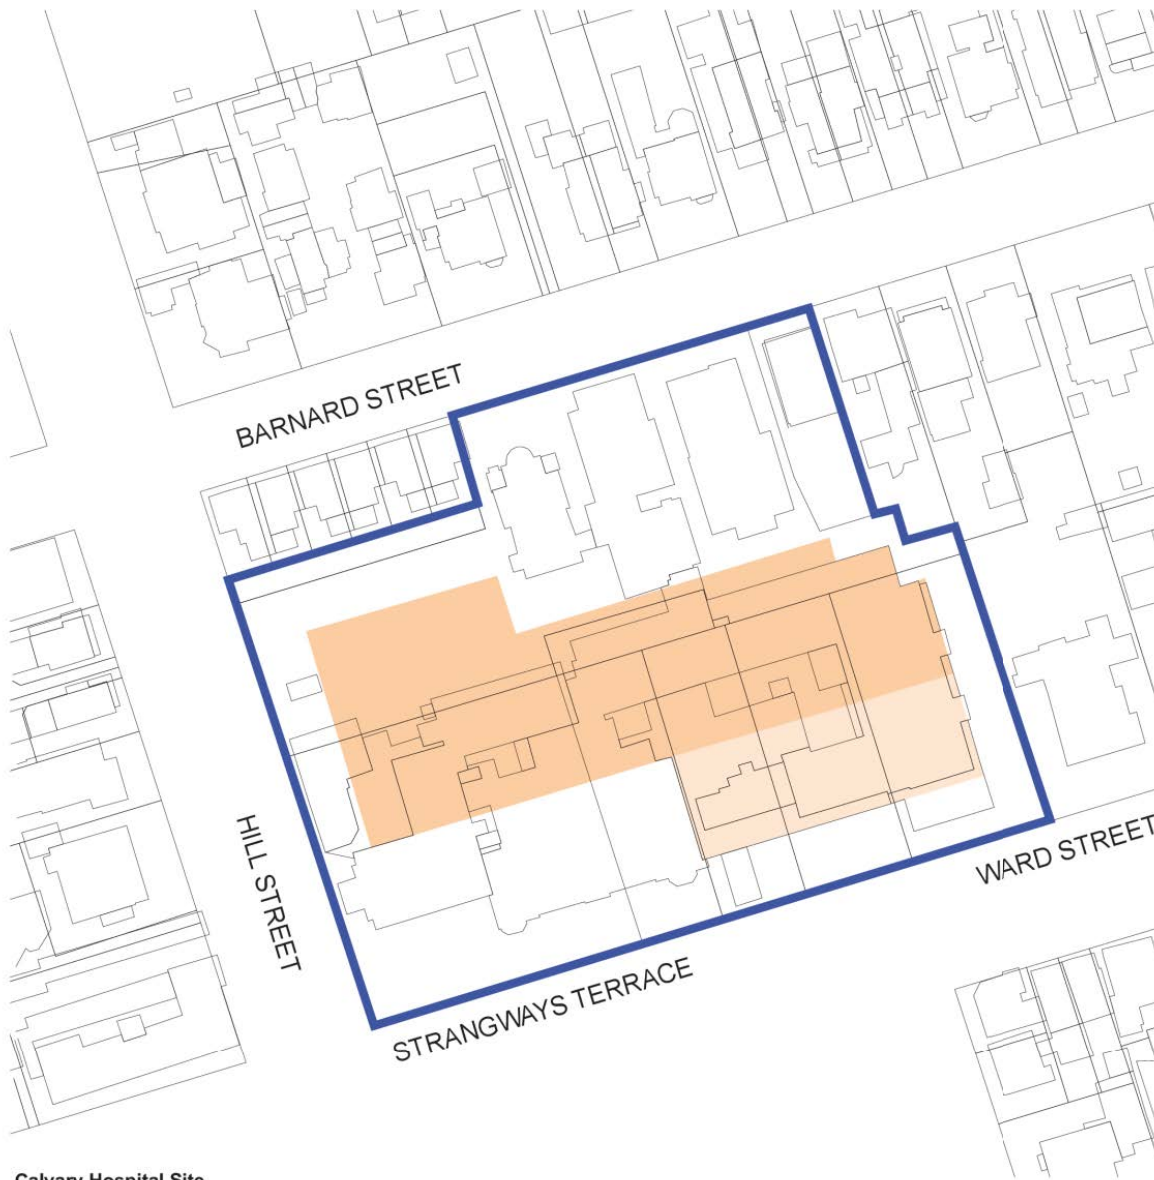 BARNARD STREET
HILL STREET
WARD STREET
STRANGWAYS TERRACE
Calvary Hospital Site